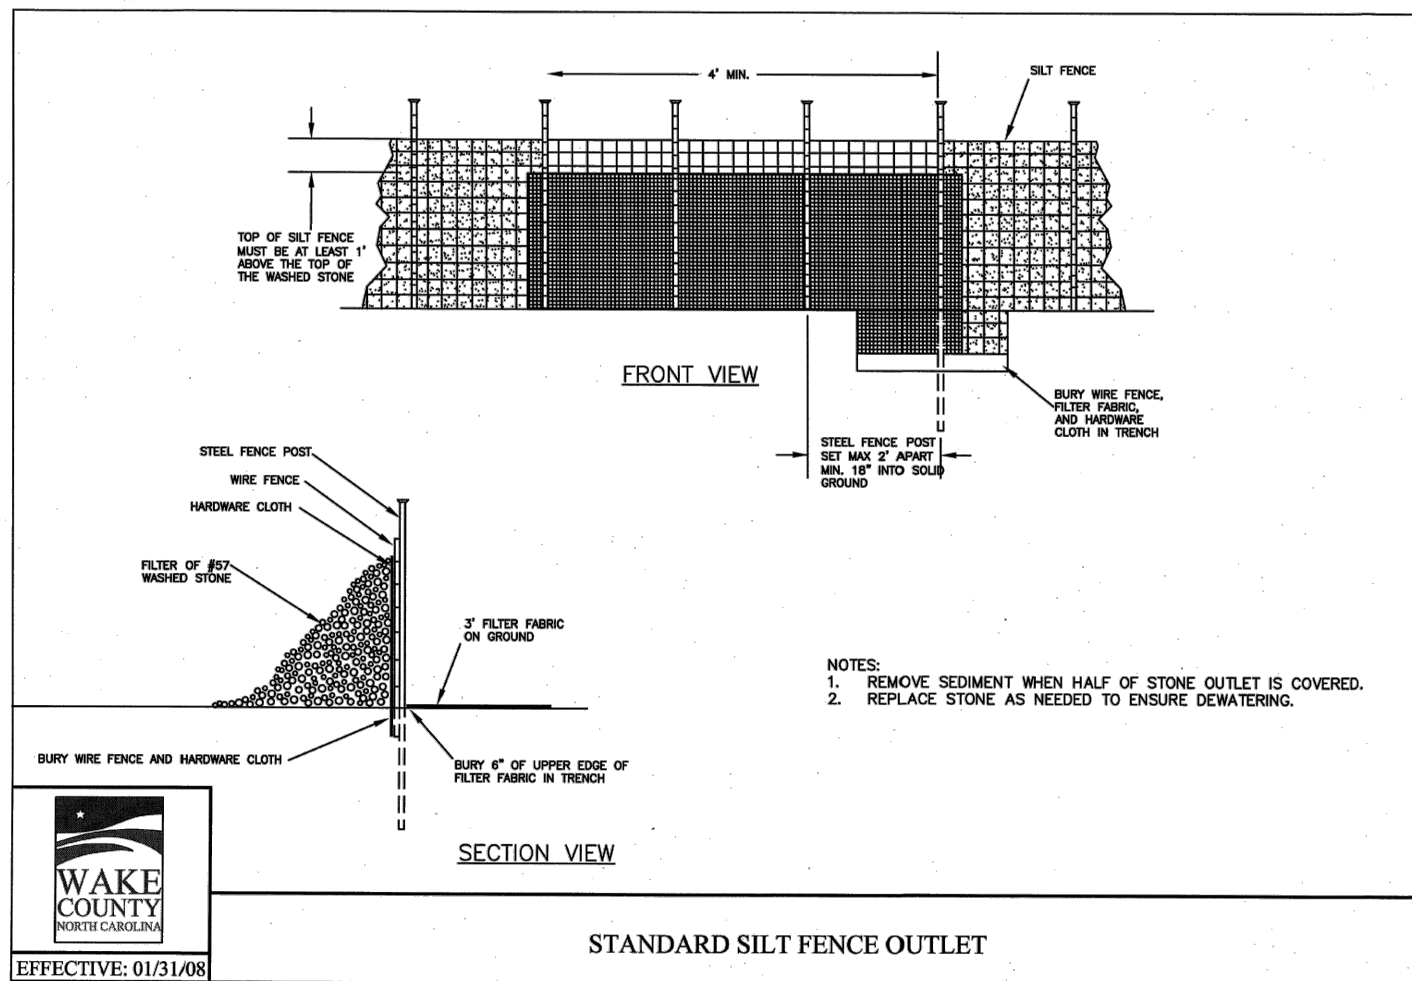 4' MIN.
SILT FENCE
TOP OF SILT FENCE
MUST BE AT LEAST 1'
ABOVE THE TOP OF
THE WASHED STONE
FRONT VIEW
BURY WIRE FENCE,
FILTER FABRIC,
AND HARDWARE
CLOTH IN TRENCH
STEEL FENCE POST
SET MAX 2' APART
MIN. 18" INTO SOLID
GROUND
STEEL FENCE POST
WIRE FENCE
HARDWARE CLOTH
FILTER OF #57
WASHED STONE
3' FILTER FABRIC
ON GROUND
BURY WIRE FENCE AND HARDWARE CLOTH
BURY 6" OF UPPER EDGE OF
FILTER FABRIC IN TRENCH
SECTION VIEW
NOTES:
1. REMOVE SEDIMENT WHEN HALF OF STONE OUTLET IS COVERED.
2. REPLACE STONE AS NEEDED TO ENSURE DEWATERING.
WAKE
COUNTY
NORTH CAROLINA
EFFECTIVE: 01/31/08
STANDARD SILT FENCE OUTLET